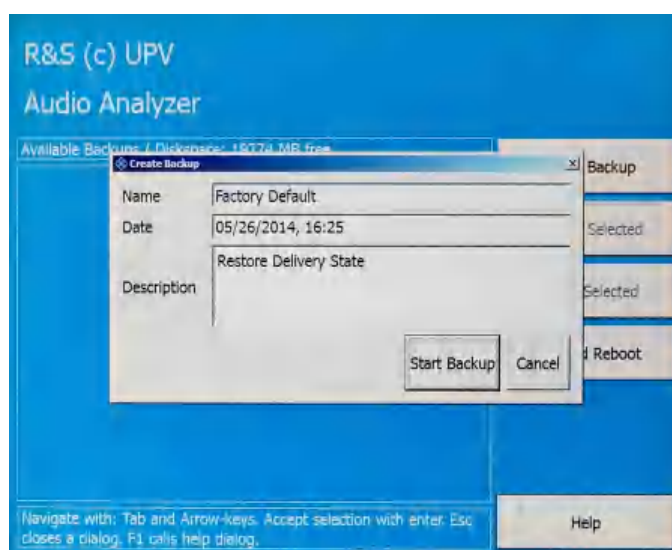 R&S (c) UPV
Audio Analyzer
Available Backups / Diskspace: 19774 MB free
Create Backup
Name
Factory Default
Date
05/26/2014, 16:25
Description
Restore Delivery State
Start Backup
Cancel
Backup
Selected
Selected
Reboot
Help
Navigate with: Tab and Arrow-keys. Accept selection with enter. Esc
closes a dialog. F1 calls help dialog.